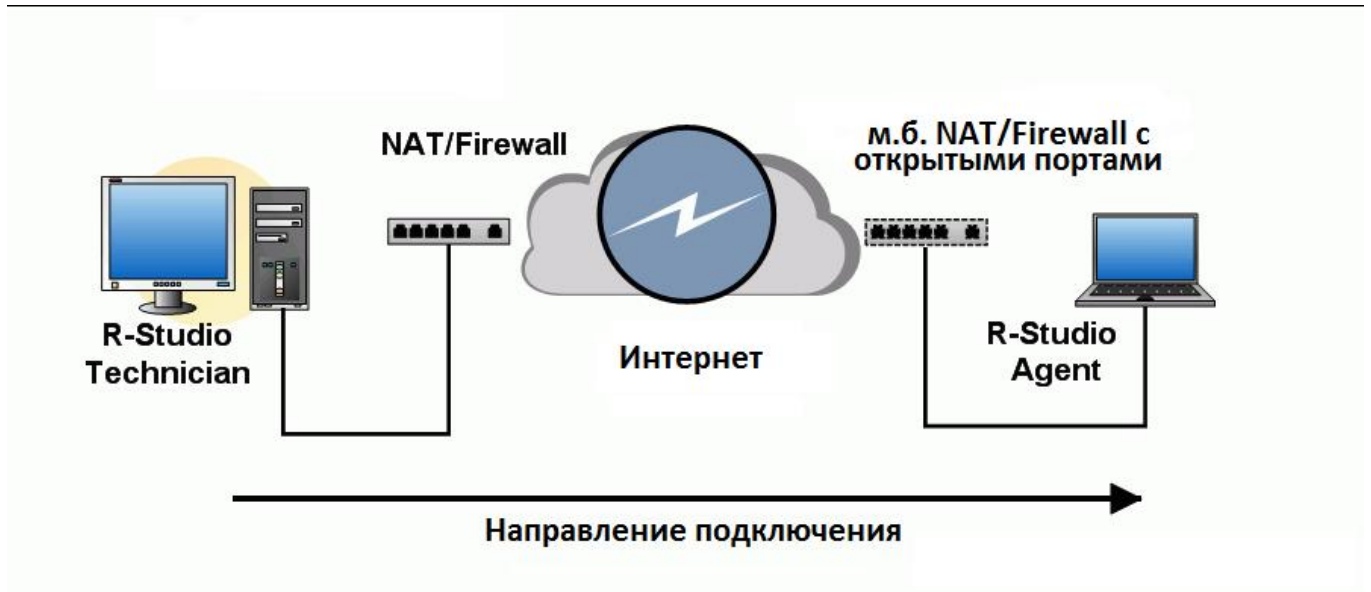 NAT/Firewall
м.б. NAT/Firewall с
открытыми портами
R-Studio
Technician
Интернет
R-Studio
Agent
Направление подключения